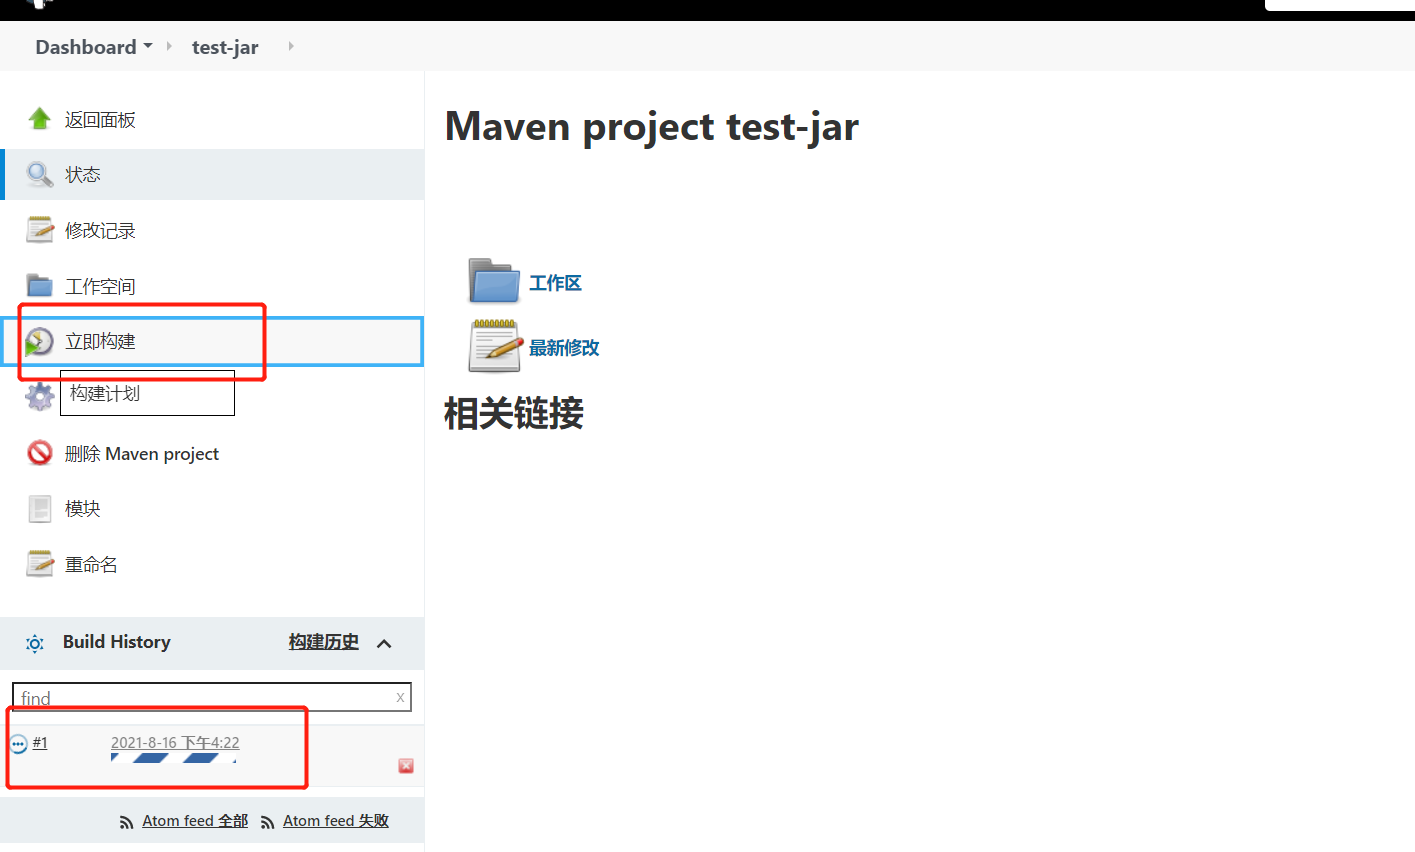 Dashboard
test-jar
返回面板
状态
修改记录
工作空间
立即构建
构建计划
删除 Maven project
模块
重命名
Build History
构建历史
find
x
#1
2021-8-16 下午4:22
Atom feed 全部
Atom feed 失败
Maven project test-jar
工作区
最新修改
相关链接